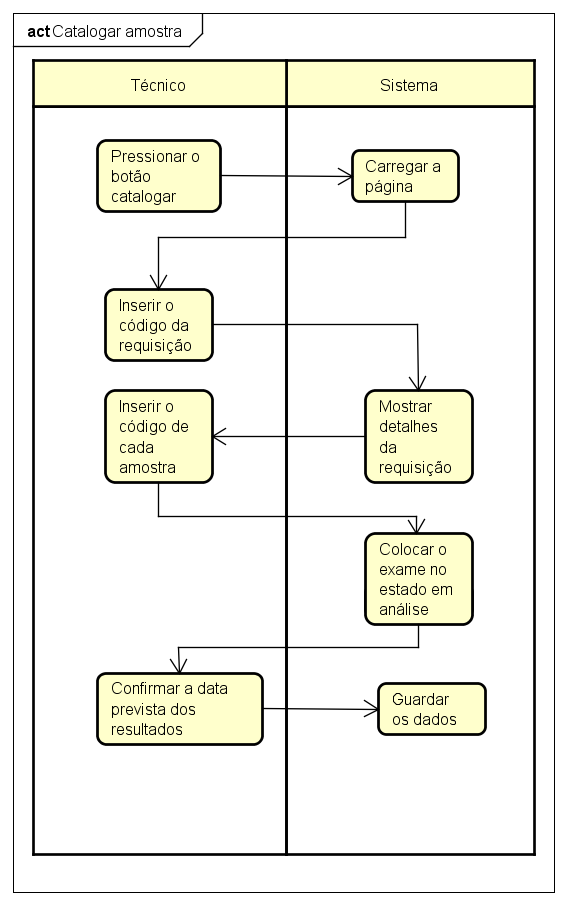 act Catalogar amostra
Técnico
Sistema
Pressionar o
botão
catalogar
Carregar a
página
Inserir o
código da
requisição
Mostrar
detalhes
da
requisição
Inserir o
código de
cada
amostra
Colocar o
exame no
estado em
análise
Confirmar a data
prevista dos
resultados
Guardar
os dados